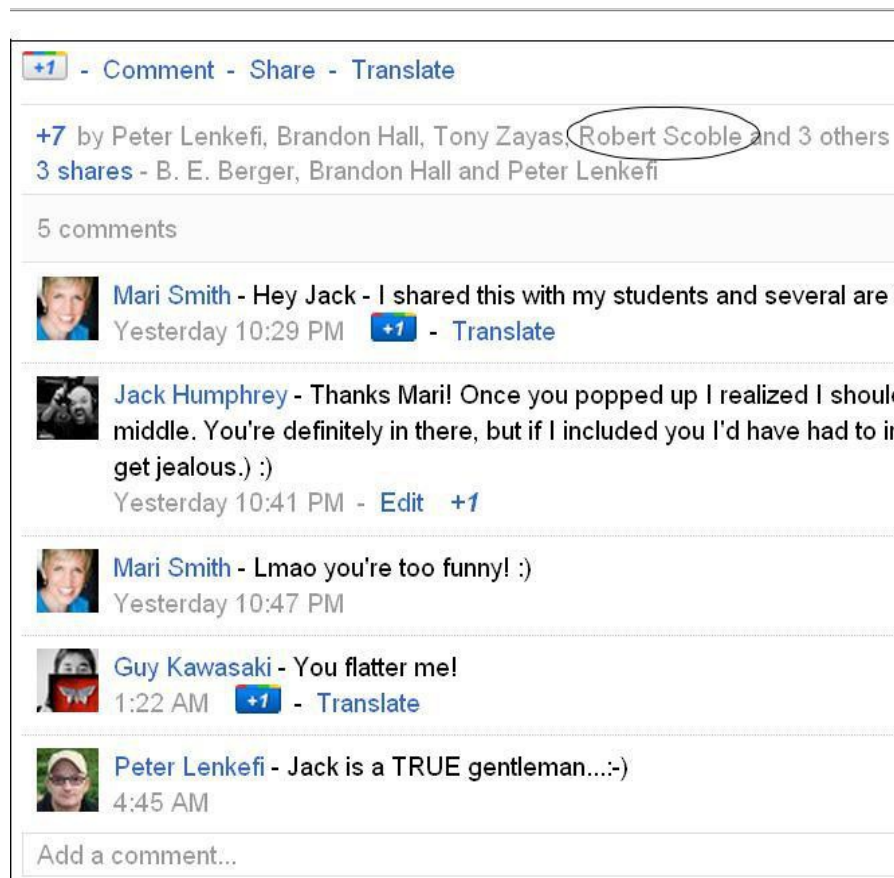 +1 - Comment - Share - Translate
+7 by Peter Lenkefi, Brandon Hall, Tony Zayas, Robert Scoble and 3 others
3 shares - B. E. Berger, Brandon Hall and Peter Lenkefi
5 comments
Mari Smith - Hey Jack - I shared this with my students and several are
Yesterday 10:29 PM +1 - Translate
Jack Humphrey - Thanks Mari! Once you popped up I realized I
middle. You're definitely in there, but if I included you I'd have had to
get jealous.) :)
Yesterday 10:41 PM - Edit +1
Mari Smith - Lmao you're too funny! :)
Yesterday 10:47 PM
Guy Kawasaki - You flatter me!
1:22 AM +1 - Translate
Peter Lenkefi - Jack is a TRUE gentleman...:-)
4:45 AM
Add a comment...